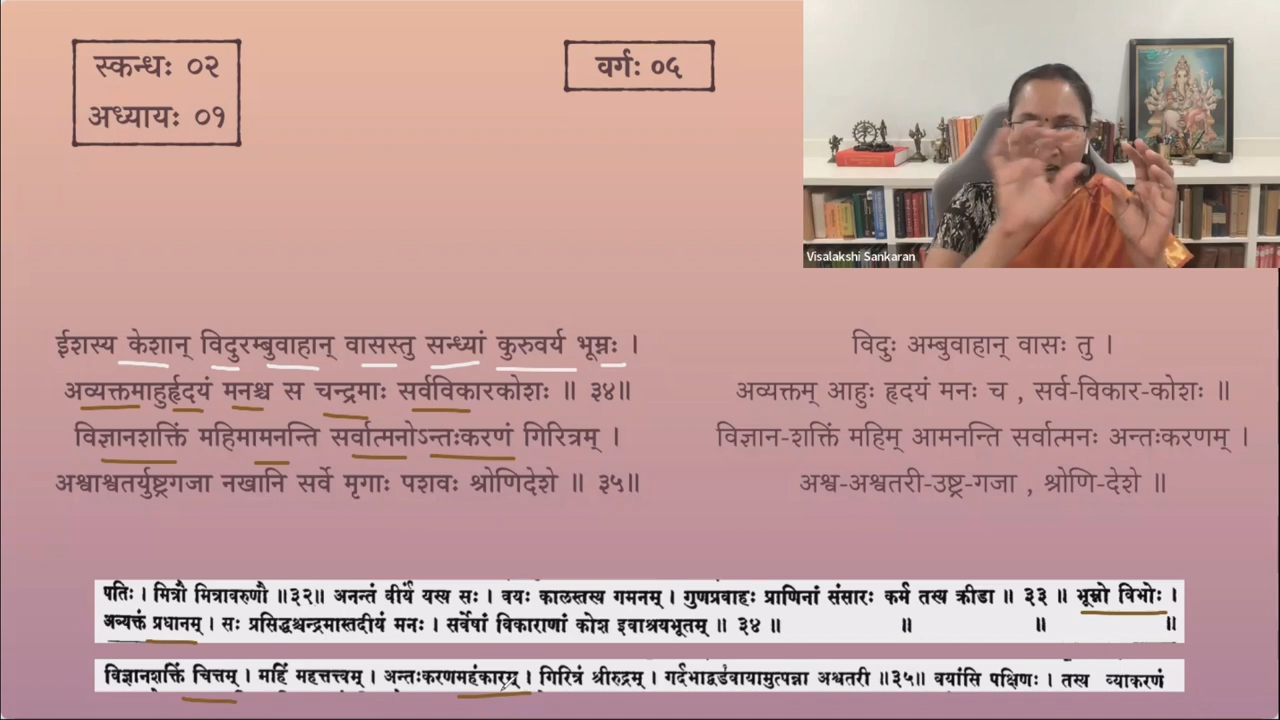 स्कन्धः ०२
अध्यायः ०१
वर्गः ०५
Visalakshi Sankaran
ईशस्य केशान् विदुरम्बुवाहान् वासस्तु सन्ध्यां कुरुवर्य भूम्नः ।
अव्यक्तमाहुर्हृदयं मनश्च स चन्द्रमाः सर्वविकारकोशः ॥ ३४॥
विज्ञानशक्तिं महिमामनन्ति सर्वात्मनोऽन्तःकरणं गिरित्रम् ।
अश्वाश्वतर्युष्ट्रगजा नखानि सर्वे मृगाः पशवः श्रोणिदेशे ॥ ३५॥
विदुः अम्बुवाहान् वासः तु ।
अव्यक्तम् आहुः हृदयं मनः च , सर्व-विकार-कोशः ॥
विज्ञान-शक्तिं महिम् आमनन्ति सर्वात्मनः अन्तःकरणम् ।
अश्व-अश्वतरी-उष्ट्र-गजा , श्रोणि-देशे ॥
पतिः । मित्रौ मित्रावरुणौ ॥३२॥ अनन्तं वीर्यं यस्य सः । वयः कालस्तस्य गमनम् । गुणप्रवाहः प्राणिनां संसारः कर्म तस्य क्रीडा ॥ ३३ ॥ भूम्नो विभोः ।
अव्यक्तं प्रधानम् । सः प्रसिद्धश्चन्द्रमास्तदीयं मनः । सर्वेषां विकाराणां कोश इवाश्रयभूतम् ॥ ३४ ॥ ॥ ॥ ॥
विज्ञानशक्तिं चित्तम् । महिं महत्तत्त्वम् । अन्तःकरणमहंकारम् । गिरित्रं श्रीरुद्रम् । गर्दभाद्वडवायामुत्पन्ना अश्वतरी ॥३५॥ वयांसि पक्षिणः । तस्य व्याकरणं